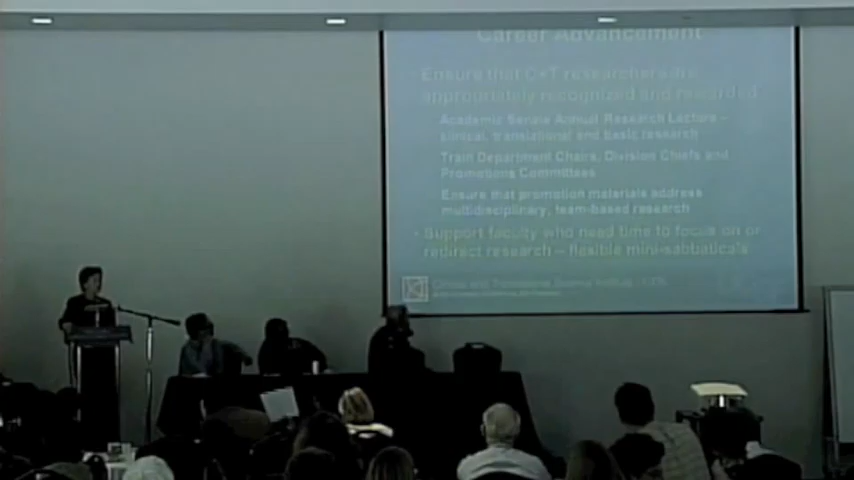 Career Advancement
Ensure that C+T researchers are
appropriately recognized and rewarded
Academic Senate Annual Research Lecture –
clinical, translational and basic research
Train Department Chairs, Division Chiefs and
Promotions Committees
Ensure that promotion materials address
multidisciplinary, team-based research
• Support faculty who need time to focus on or
redirect research – flexible mini-sabbaticals
Clinical and Translational Science Institute